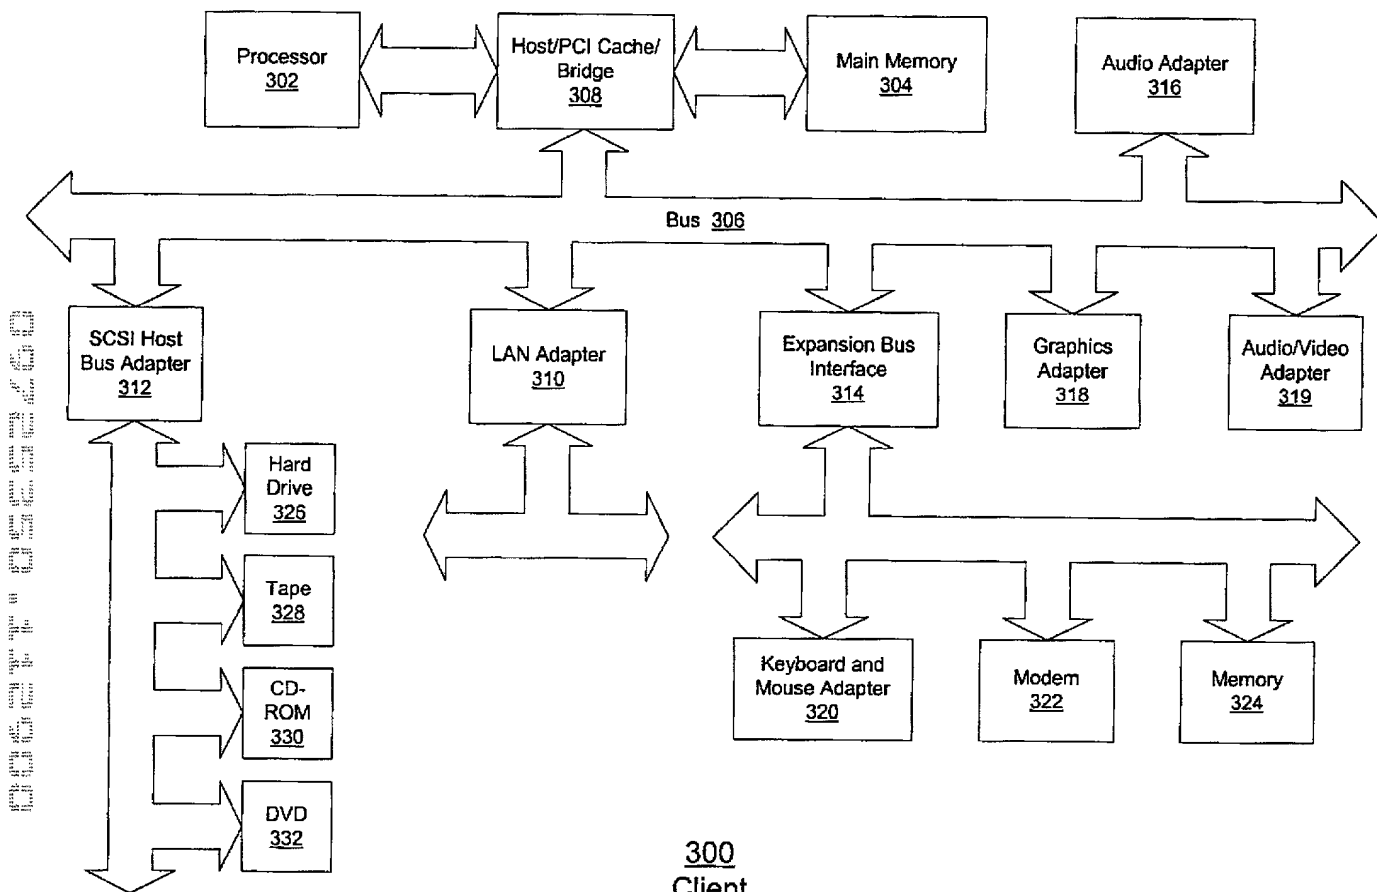 Processor
302
Host/PCI Cache/
Bridge
308
Main Memory
304
Audio Adapter
316
Bus 306
SCSI Host
Bus Adapter
312
LAN Adapter
310
Expansion Bus
Interface
314
Graphics
Adapter
318
Audio/Video
Adapter
319
Hard
Drive
326
Tape
328
CD-
ROM
330
DVD
332
Keyboard and
Mouse Adapter
320
Modem
322
Memory
324
300
Client